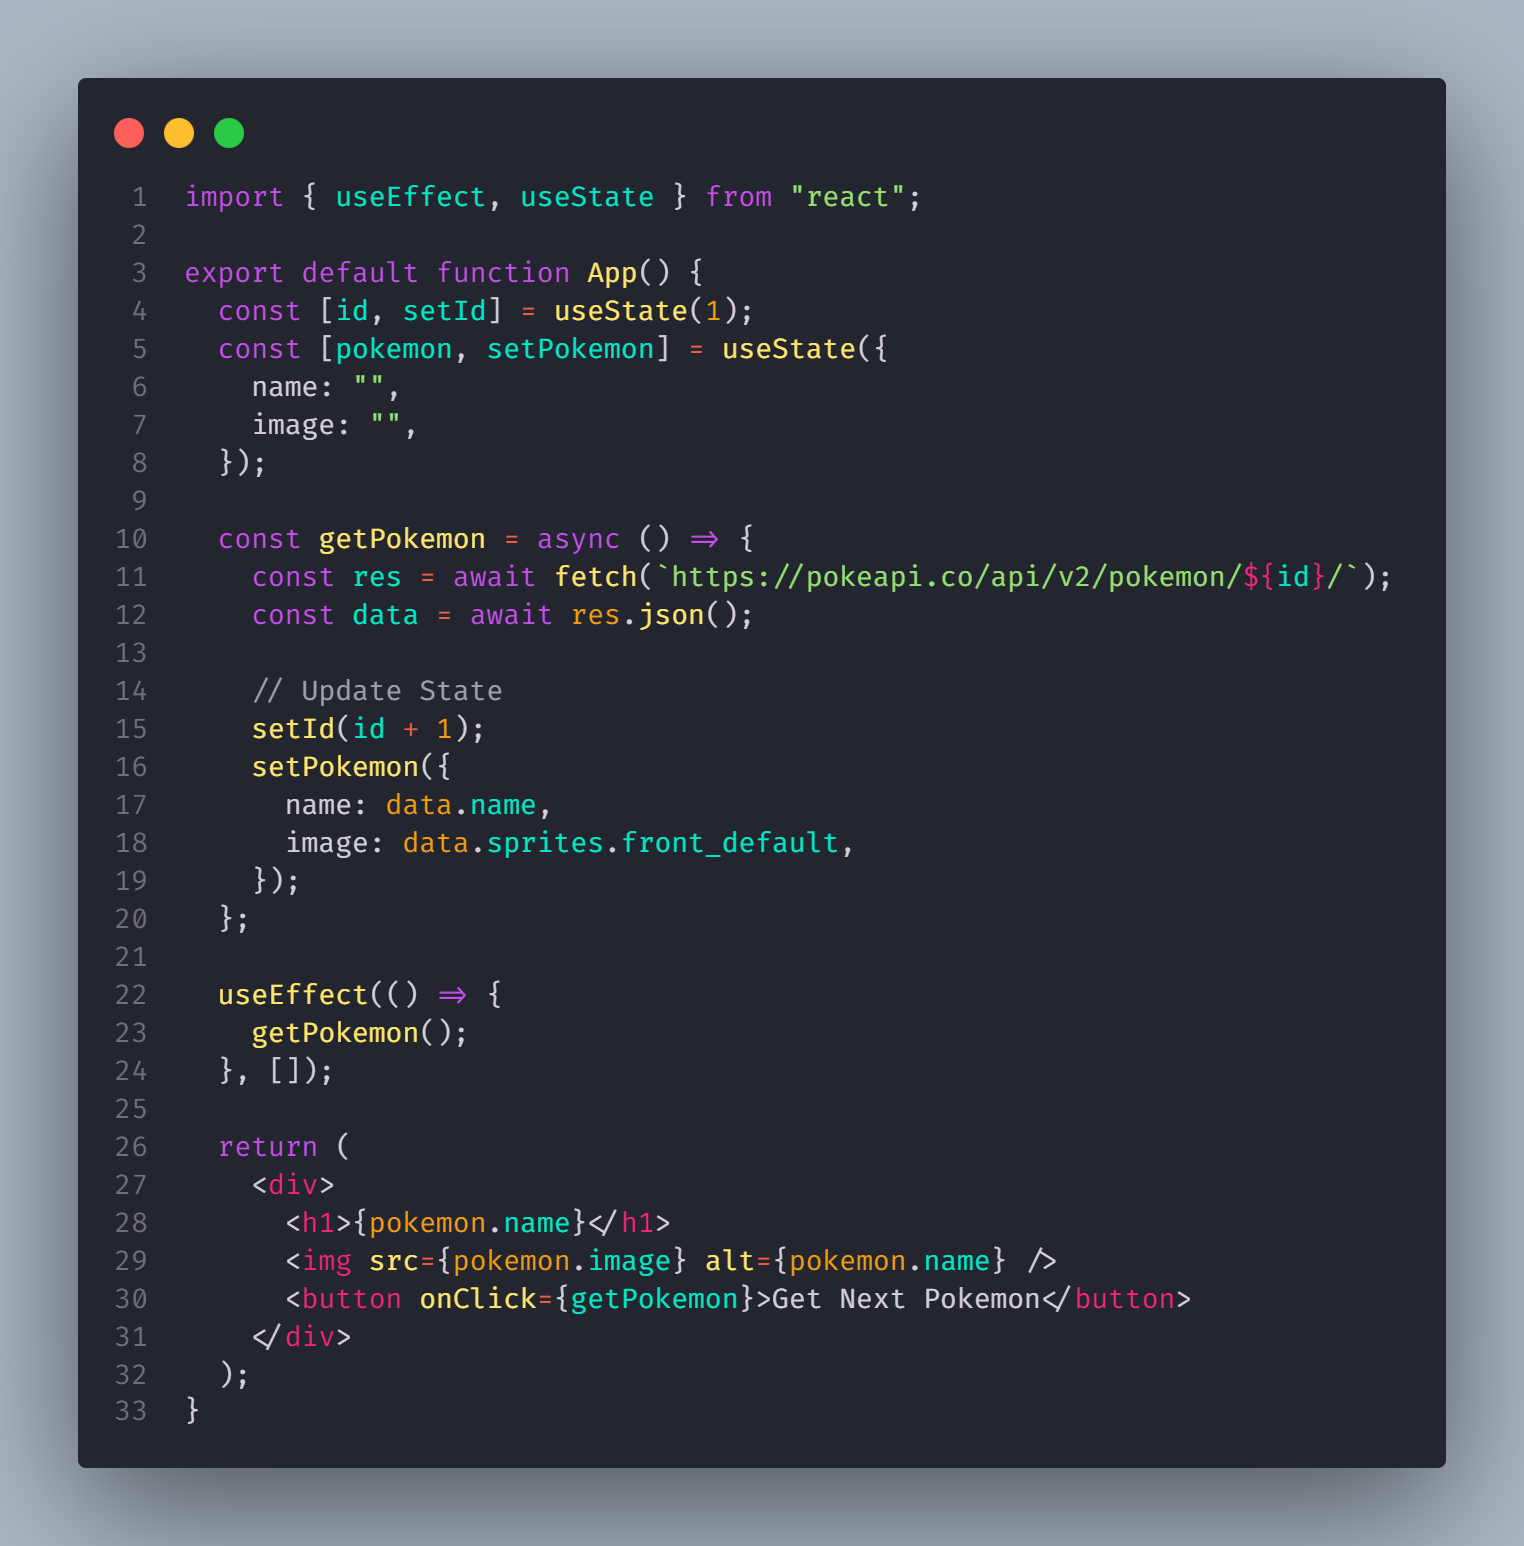 1 import { useEffect, useState } from "react";
2
3 export default function App() {
4   const [id, setId] = useState(1);
5   const [pokemon, setPokemon] = useState({
6     name: "",
7     image: "",
8   });
9
10   const getPokemon = async () => {
11     const res = await fetch(`https://pokeapi.co/api/v2/pokemon/${id}/`);
12     const data = await res.json();
13
14     // Update State
15     setId(id + 1);
16     setPokemon({
17       name: data.name,
18       image: data.sprites.front_default,
19     });
20   };
21
22   useEffect(() => {
23     getPokemon();
24   }, []);
25
26   return (
27     <div>
28       <h1>{pokemon.name}</h1>
29       <img src={pokemon.image} alt={pokemon.name} />
30       <button onClick={getPokemon}>Get Next Pokemon</button>
31     </div>
32   );
33 }